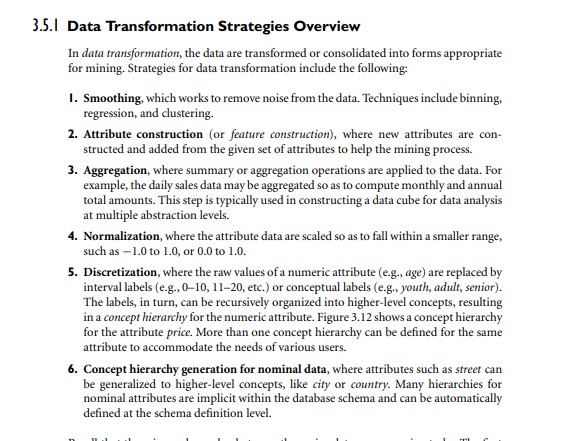 3.5.1 Data Transformation Strategies Overview
In data transformation, the data are transformed or consolidated into forms appropriate
for mining. Strategies for data transformation include the following:
1. Smoothing, which works to remove noise from the data. Techniques include binning,
regression, and clustering.
2. Attribute construction (or feature construction), where new attributes are con-
structed and added from the given set of attributes to help the mining process.
3. Aggregation, where summary or aggregation operations are applied to the data. For
example, the daily sales data may be aggregated so as to compute monthly and annual
total amounts. This step is typically used in constructing a data cube for data analysis
at multiple abstraction levels.
4. Normalization, where the attribute data are scaled so as to fall within a smaller range,
such as −1.0 to 1.0, or 0.0 to 1.0.
5. Discretization, where the raw values of a numeric attribute (e.g., age) are replaced by
interval labels (e.g., 0–10, 11–20, etc.) or conceptual labels (e.g., youth, adult, senior).
The labels, in turn, can be recursively organized into higher-level concepts, resulting
in a concept hierarchy for the numeric attribute. Figure 3.12 shows a concept hierarchy
for the attribute price. More than one concept hierarchy can be defined for the same
attribute to accommodate the needs of various users.
6. Concept hierarchy generation for nominal data, where attributes such as street can
be generalized to higher-level concepts, like city or country. Many hierarchies for
nominal attributes are implicit within the database schema and can be automatically
defined at the schema definition level.